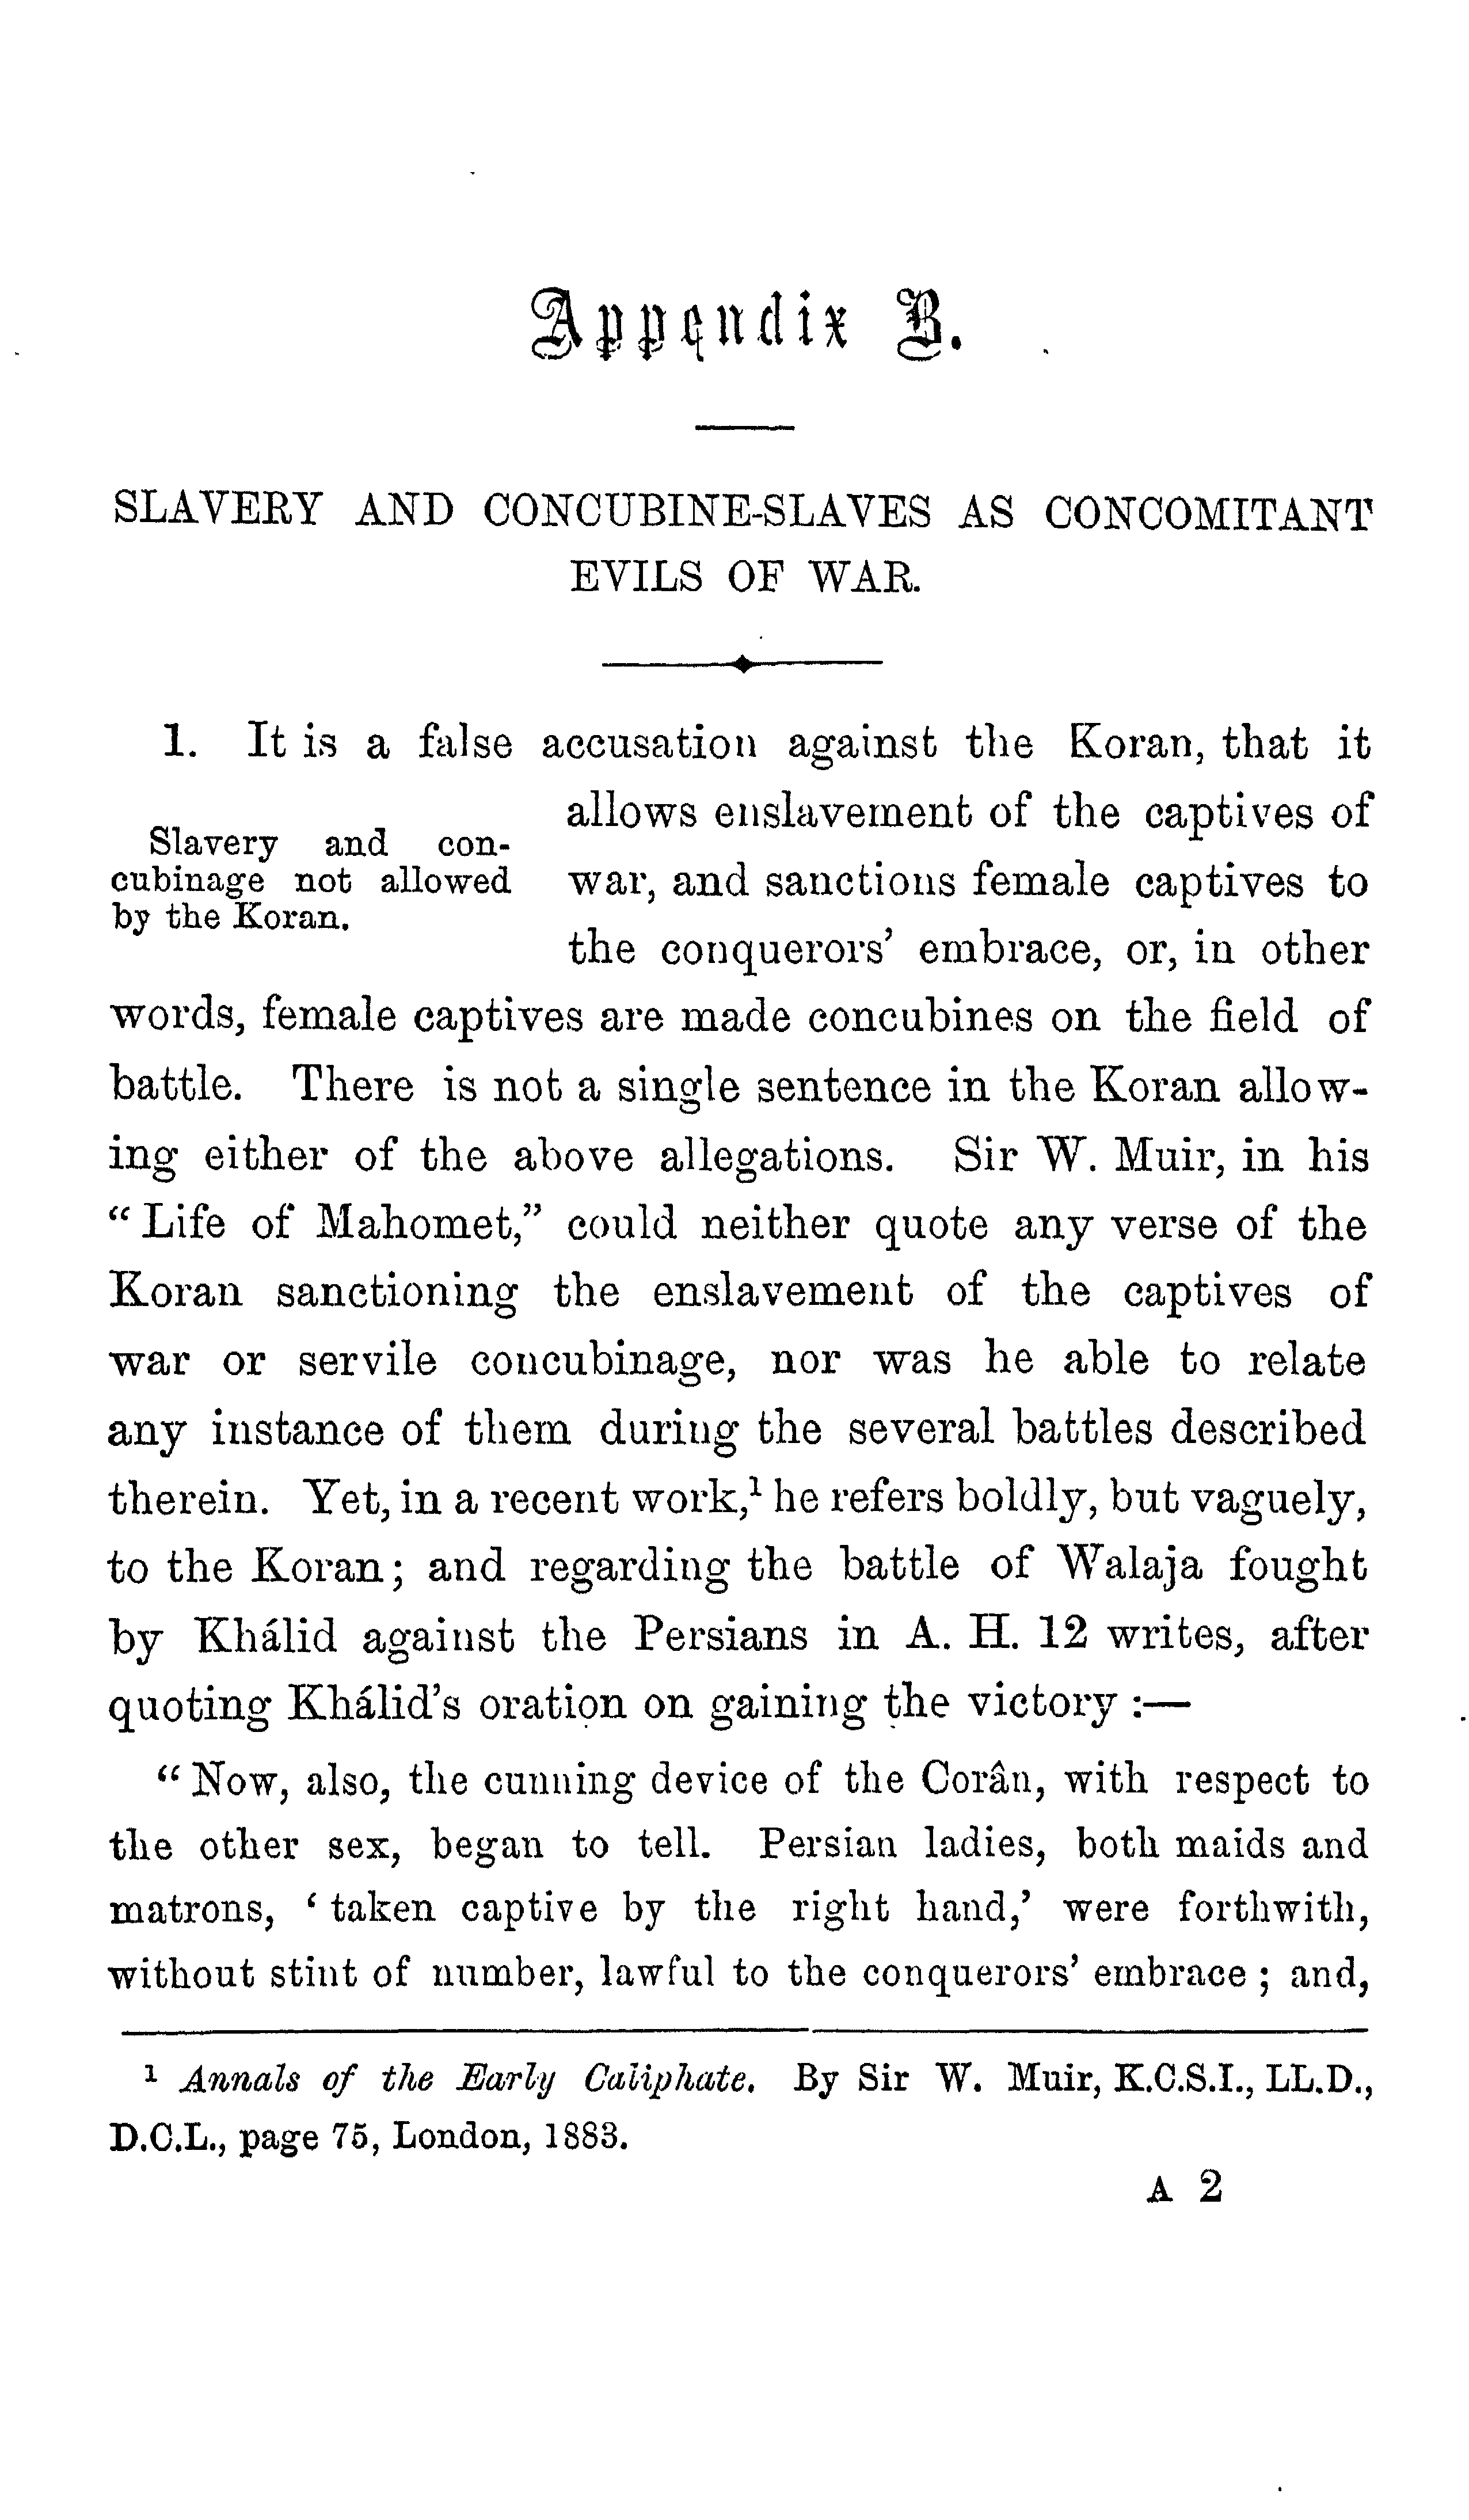 Appendix B.
SLAVERY AND CONCUBINE-SLAVES AS CONCOMITANT
EVILS OF WAR.
1. It is a false accusation against the Koran, that it
allows enslavement of the captives of
Slavery and con-
cubinage not allowed
by the Koran.
war, and sanctions female captives to
the conquerors' embrace, or, in other
words, female captives are made concubines on the field of
battle. There is not a single sentence in the Koran allow-
ing either of the above allegations. Sir W. Muir, in his
“Life of Mahomet,” could neither quote any verse of the
Koran sanctioning the enslavement of the captives of
war or servile concubinage, nor was he able to relate
any instance of them during the several battles described
therein. Yet, in a recent work,¹ he refers boldly, but vaguely,
to the Koran; and regarding the battle of Walaja fought
by Khálid against the Persians in A. H. 12 writes, after
quoting Khálid's oration on gaining the victory :—
“Now, also, the cunning device of the Corân, with respect to
the other sex, began to tell. Persian ladies, both maids and
matrons, ‘taken captive by the right hand,’ were forthwith,
without stint of number, lawful to the conquerors' embrace; and,
¹ Annals of the Early Caliphate. By Sir W. Muir, K.C.S.I., LL.D.,
D.C.L., page 75, London, 1883.
A 2